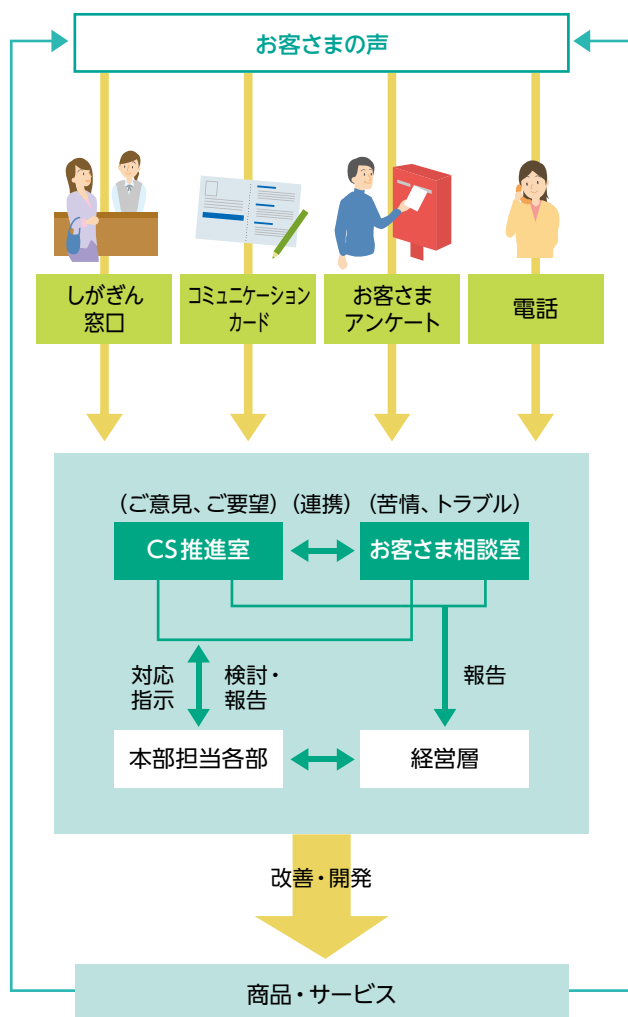 お客さまの声
しがぎん
窓口
コミュニケーション
カード
お客さま
アンケート
電話
(ご意見、ご要望) (連携) (苦情、トラブル)
CS推進室
お客さま相談室
対応
指示
検討・
報告
報告
本部担当各部
経営層
改善・開発
商品・サービス